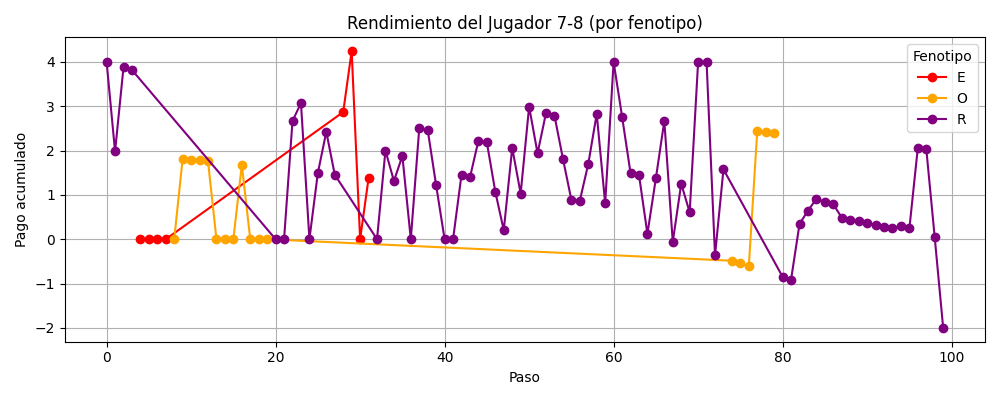 Rendimiento del Jugador 7-8 (por fenotipo)
Fenotipo
E
O
R
4
3
2
1
0
−1
−2
Pago acumulado
0 20 40 60 80 100
Paso